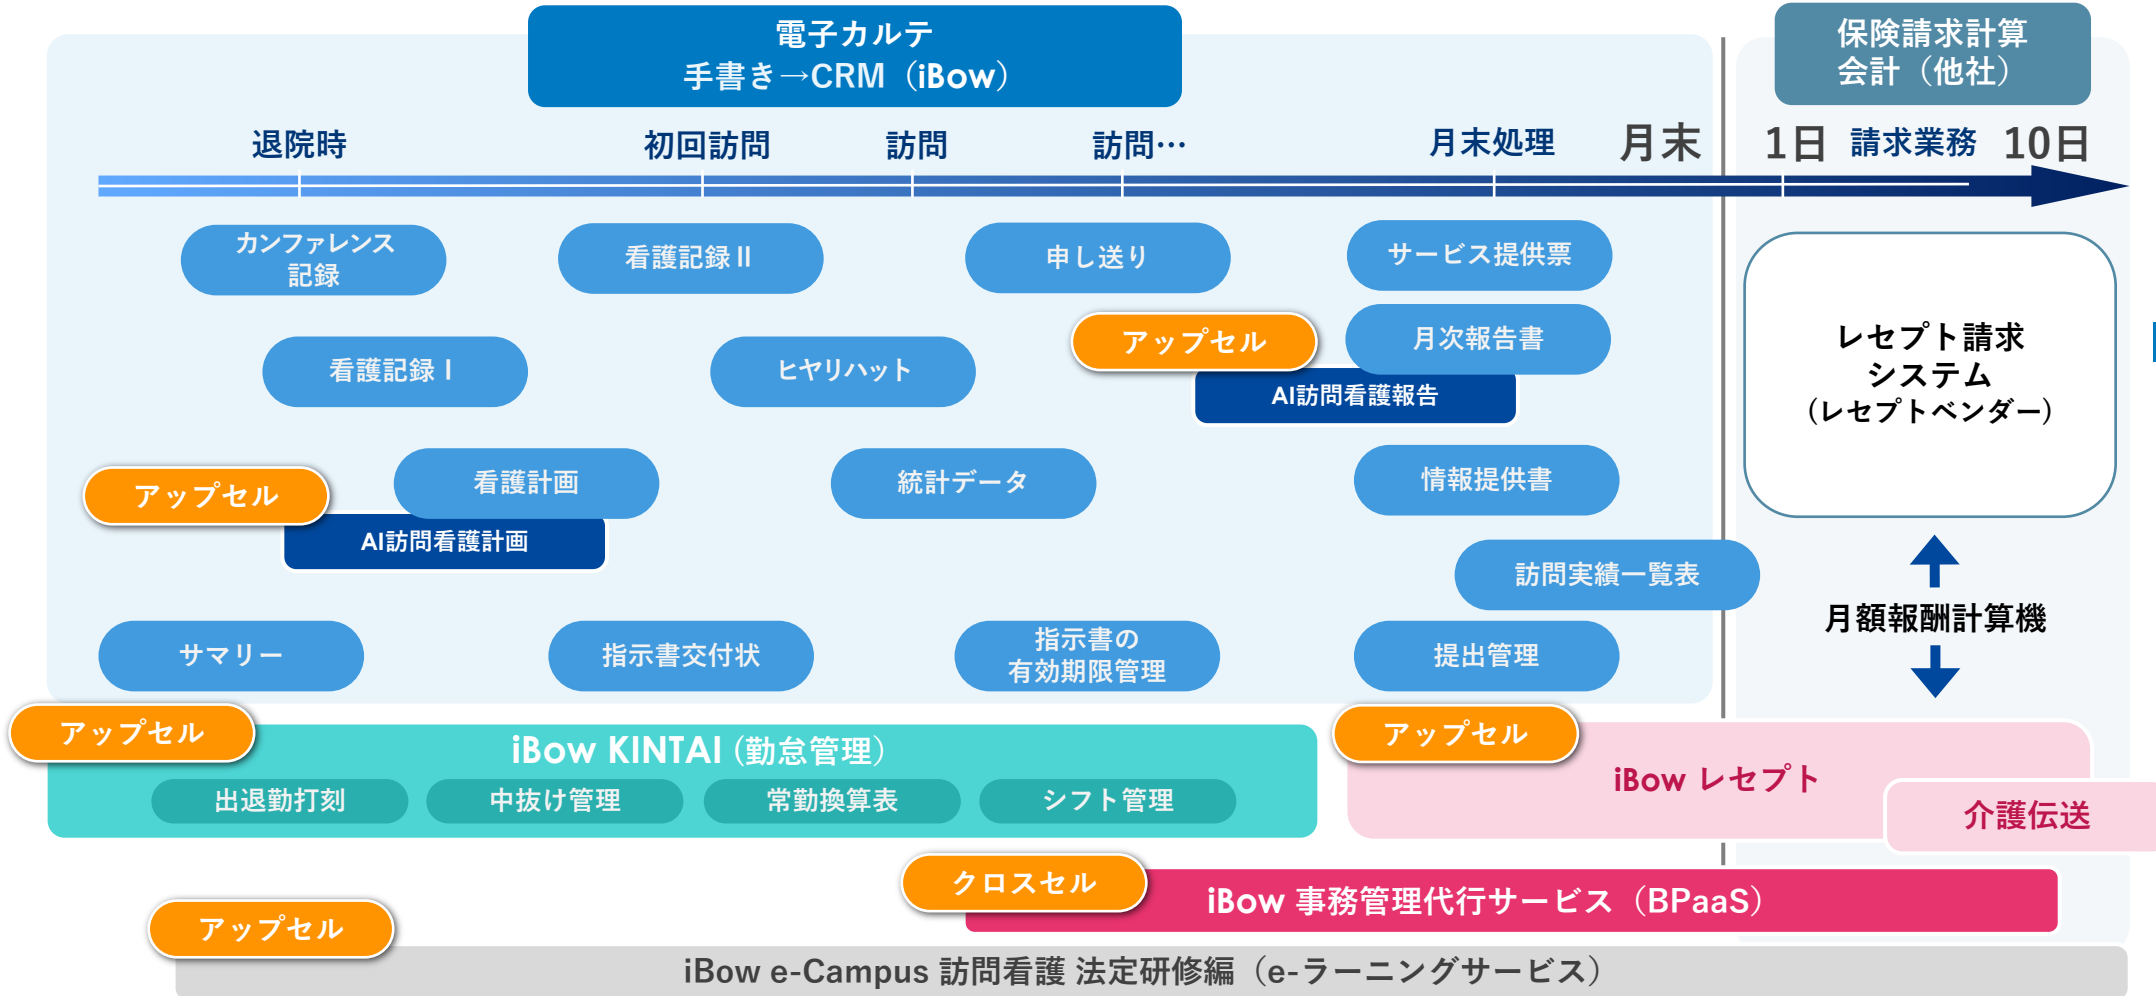 電子カルテ
手書き→CRM（iBow）
保険請求計算
会計（他社）
退院時
初回訪問
訪問
訪問…
月末処理
月末
1日
請求業務
10日
カンファレンス
記録
看護記録Ⅱ
申し送り
サービス提供票
アップセル
月次報告書
看護記録Ⅰ
ヒヤリハット
AI訪問看護報告
レセプト請求
システム
（レセプトベンダー）
アップセル
看護計画
統計データ
情報提供書
AI訪問看護計画
訪問実績一覧表
月額報酬計算機
サマリー
指示書交付状
指示書の
有効期限管理
提出管理
アップセル
iBow KINTAI (勤怠管理)
出退勤打刻
中抜け管理
常勤換算表
シフト管理
アップセル
iBow レセプト
介護伝送
クロスセル
iBow 事務管理代行サービス（BPaaS）
アップセル
iBow e-Campus 訪問看護 法定研修編（e-ラーニングサービス）